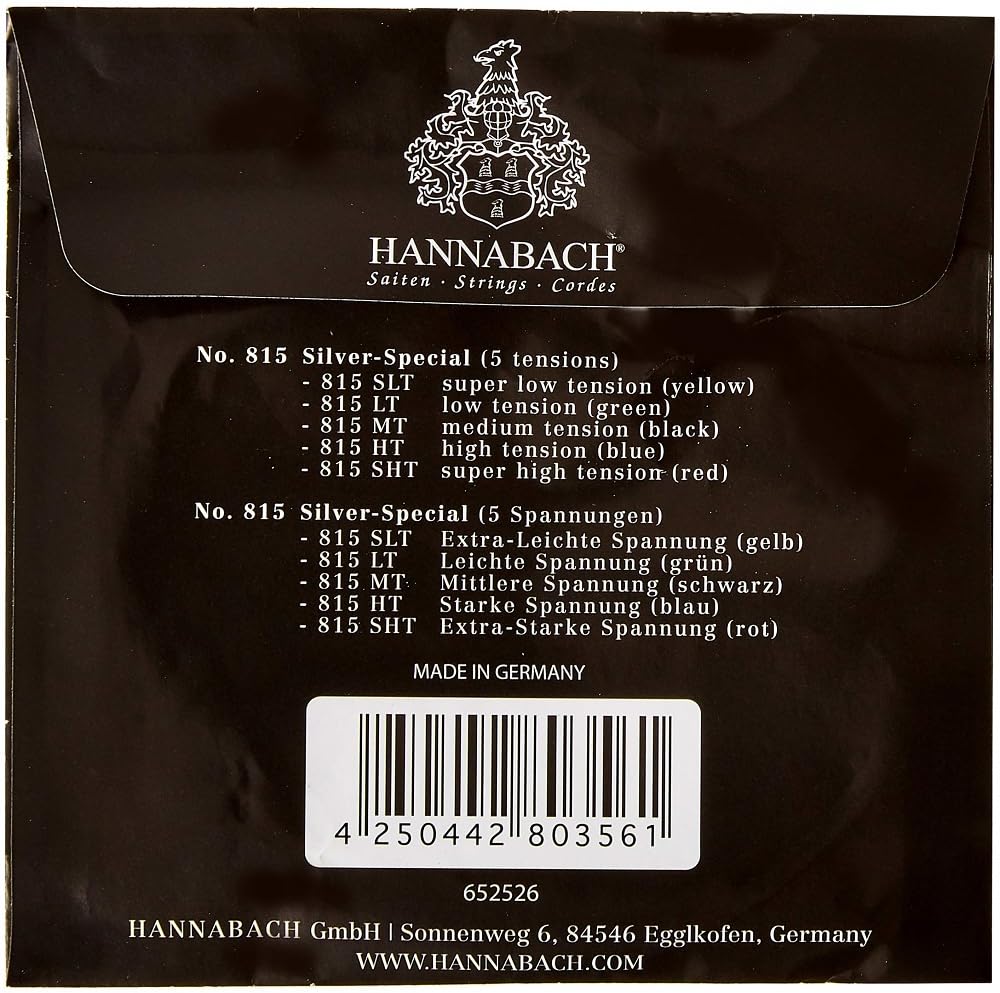 HANNABACH®
Saiten · Strings · Cordes
No. 815 Silver-Special (5 tensions)
- 815 SLT super low tension (yellow)
- 815 LT low tension (green)
- 815 MT medium tension (black)
- 815 HT high tension (blue)
- 815 SHT super high tension (red)
No. 815 Silver-Special (5 Spannungen)
- 815 SLT Extra-Leichte Spannung (gelb)
- 815 LT Leichte Spannung (grün)
- 815 MT Mittlere Spannung (schwarz)
- 815 HT Starke Spannung (blau)
- 815 SHT Extra-Starke Spannung (rot)
MADE IN GERMANY
4 250442 803561
652526
HANNABACH GmbH | Sonnenweg 6, 84546 Egglkofen, Germany
WWW.HANNABACH.COM